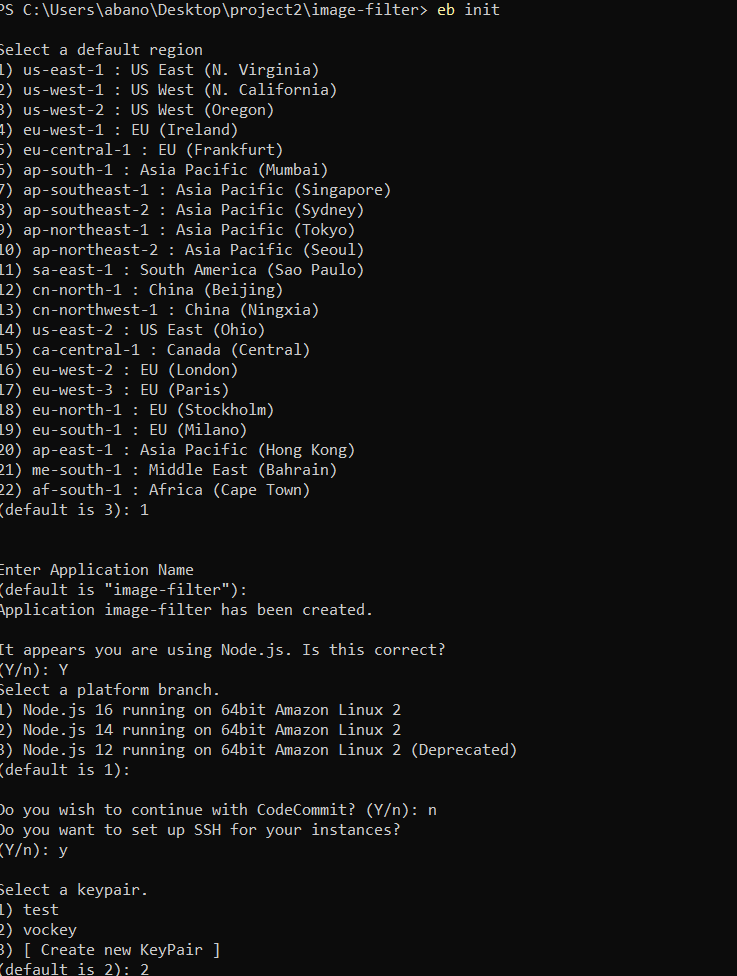 PS C:\Users\abano\Desktop\project2\image-filter> eb init
Select a default region
1) us-east-1 : US East (N. Virginia)
2) us-west-1 : US West (N. California)
3) us-west-2 : US West (Oregon)
4) eu-west-1 : EU (Ireland)
5) eu-central-1 : EU (Frankfurt)
6) ap-south-1 : Asia Pacific (Mumbai)
7) ap-southeast-1 : Asia Pacific (Singapore)
8) ap-southeast-2 : Asia Pacific (Sydney)
9) ap-northeast-1 : Asia Pacific (Tokyo)
10) ap-northeast-2 : Asia Pacific (Seoul)
11) sa-east-1 : South America (Sao Paulo)
12) cn-north-1 : China (Beijing)
13) cn-northwest-1 : China (Ningxia)
14) us-east-2 : US East (Ohio)
15) ca-central-1 : Canada (Central)
16) eu-west-2 : EU (London)
17) eu-west-3 : EU (Paris)
18) eu-north-1 : EU (Stockholm)
19) eu-south-1 : EU (Milano)
20) ap-east-1 : Asia Pacific (Hong Kong)
21) me-south-1 : Middle East (Bahrain)
22) af-south-1 : Africa (Cape Town)
(default is 3): 1
Enter Application Name
(default is "image-filter"):
Application image-filter has been created.
It appears you are using Node.js. Is this correct?
(Y/n): Y
Select a platform branch.
1) Node.js 16 running on 64bit Amazon Linux 2
2) Node.js 14 running on 64bit Amazon Linux 2
3) Node.js 12 running on 64bit Amazon Linux 2 (Deprecated)
(default is 1):
Do you wish to continue with CodeCommit? (Y/n): n
Do you want to set up SSH for your instances?
(Y/n): y
Select a keypair.
1) test
2) vockey
3) [ Create new KeyPair ]
(default is 2): 2